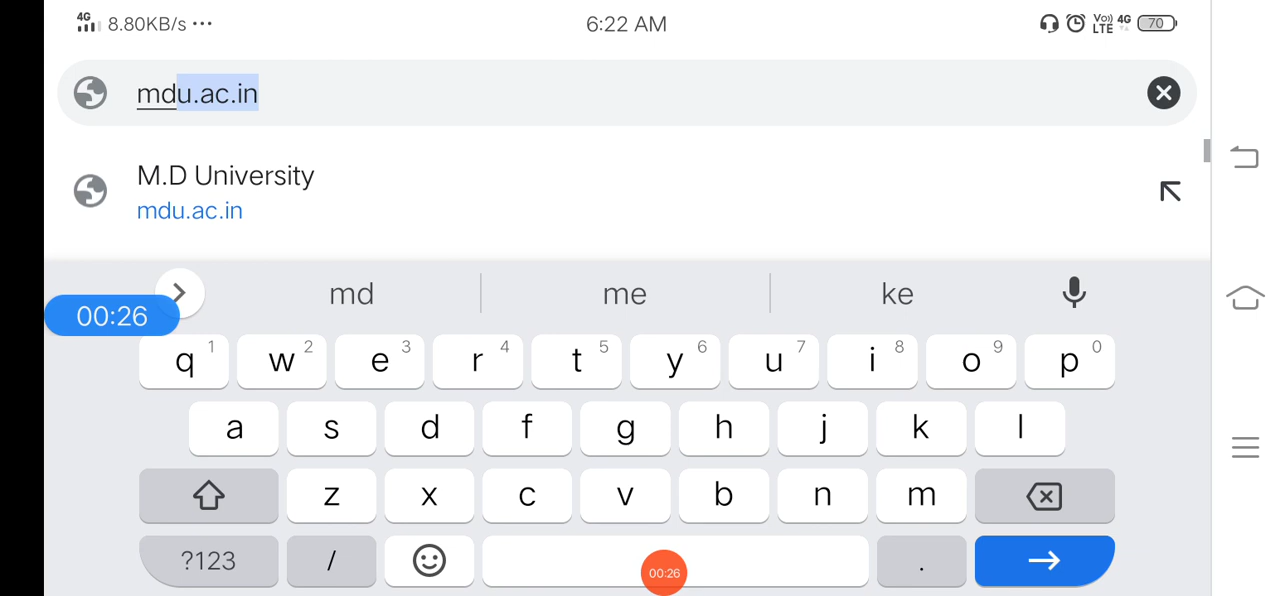 4G 8.80KB/s ... 6:22 AM Vo) LTE 4G 70
mdu.ac.in
M.D University
mdu.ac.in
md me ke
00:26
q 1 w 2 e 3 r 4 t 5 y 6 u 7 i 8 o 9 p 0
a s d f g h j k l
z x c v b n m
?123 / .
00:26